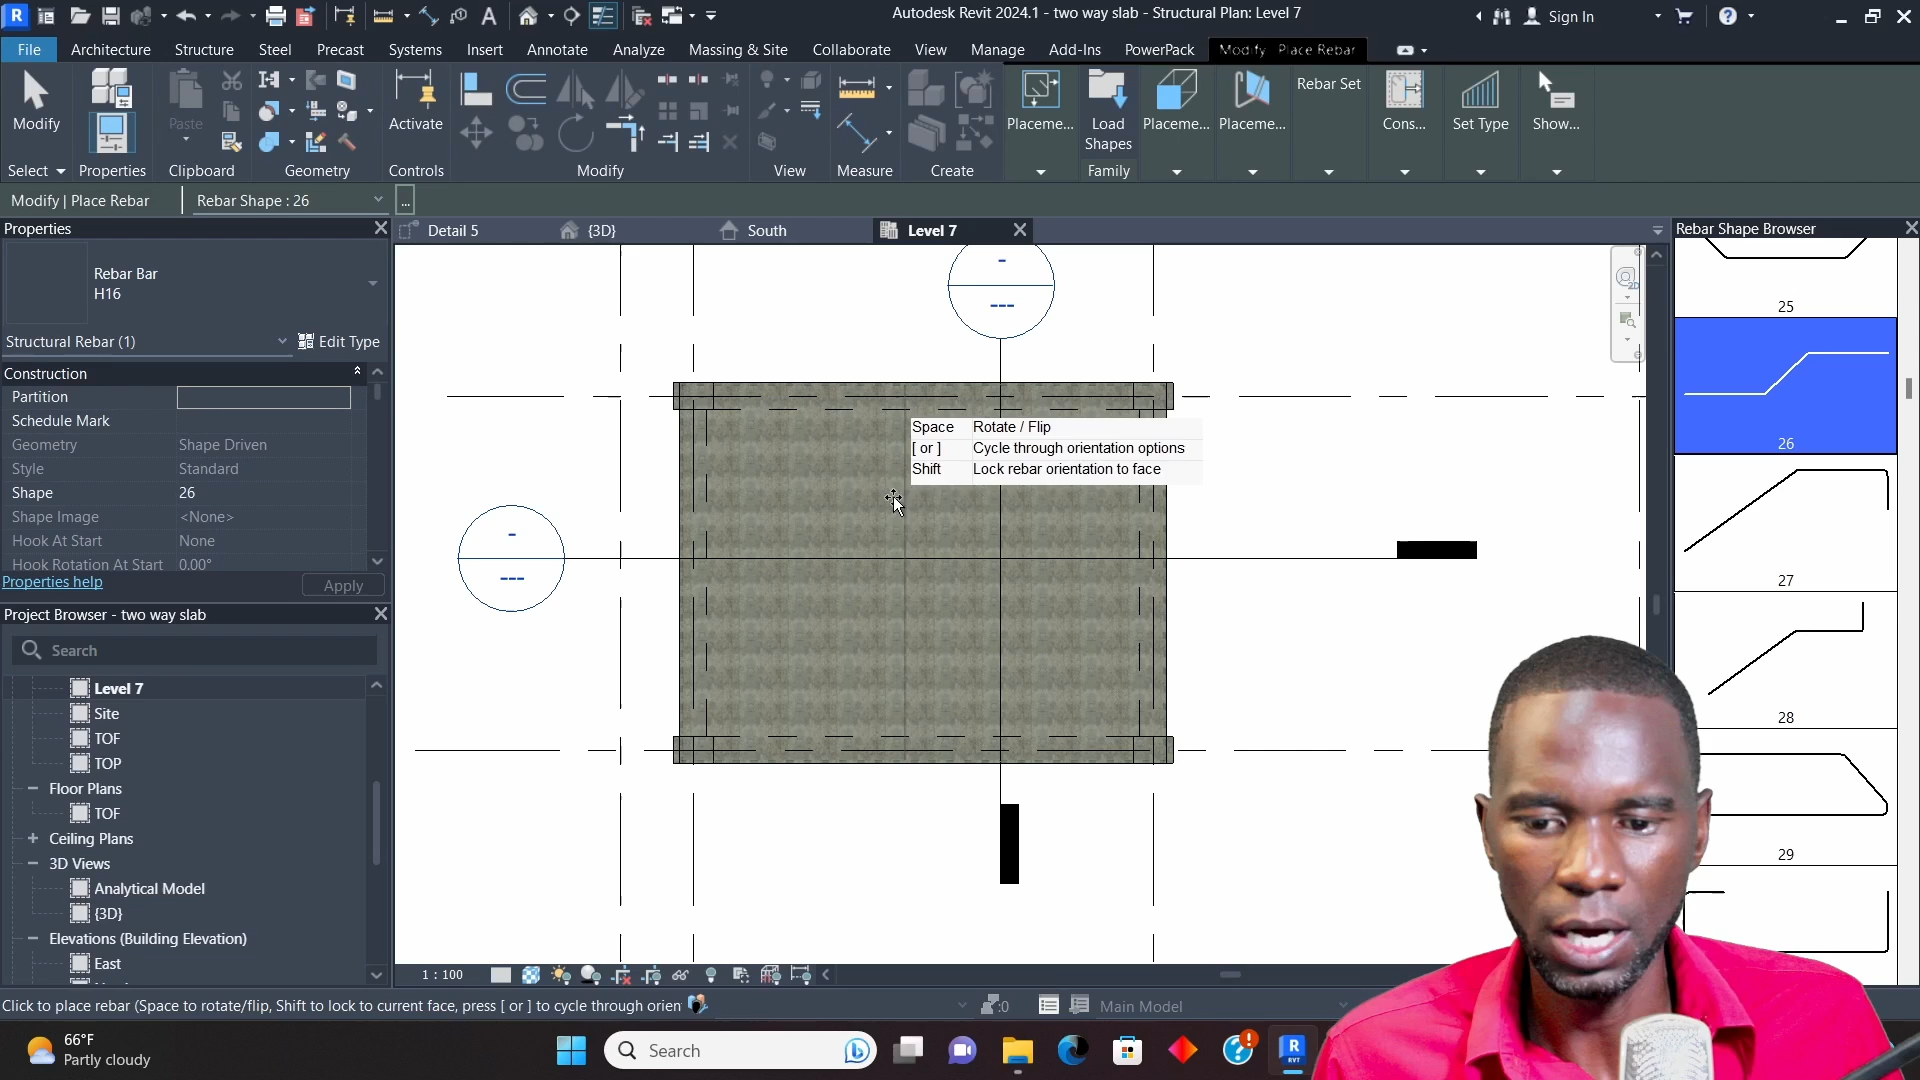 Autodesk Revit 2024.1 - two way slab - Structural Plan: Level 7
Sign In
File Architecture Structure Steel Precast Systems Insert Annotate Analyze Massing & Site Collaborate View Manage Add-Ins PowerPack Modify | Place Rebar
Modify
Paste
Activate
Placeme...
Load
Shapes
Placeme...
Placeme...
Rebar Set
Cons...
Set Type
Show...
Select Properties Clipboard Geometry Controls Modify View Measure Create Family
Modify | Place Rebar
Rebar Shape : 26
...
Properties
Detail 5
{3D}
South
Level 7
Rebar Shape Browser
Rebar Bar
H16
Structural Rebar (1)
Edit Type
Construction
Partition
Schedule Mark
Geometry Shape Driven
Style Standard
Shape 26
Shape Image <None>
Hook At Start None
Hook Rotation At Start 0.00°
Properties help
Apply
Project Browser - two way slab
Search
Level 7
Site
TOF
TOP
Floor Plans
TOF
Ceiling Plans
3D Views
Analytical Model
{3D}
Elevations (Building Elevation)
East
-
---
-
---
Space Rotate / Flip
[ or ] Cycle through orientation options
Shift Lock rebar orientation to face
2D
25
26
27
28
29
1 : 100
Click to place rebar (Space to rotate/flip, Shift to lock to current face, press [ or ] to cycle through orien
:0
Main Model
66°F
Partly cloudy
Search
R
RVT